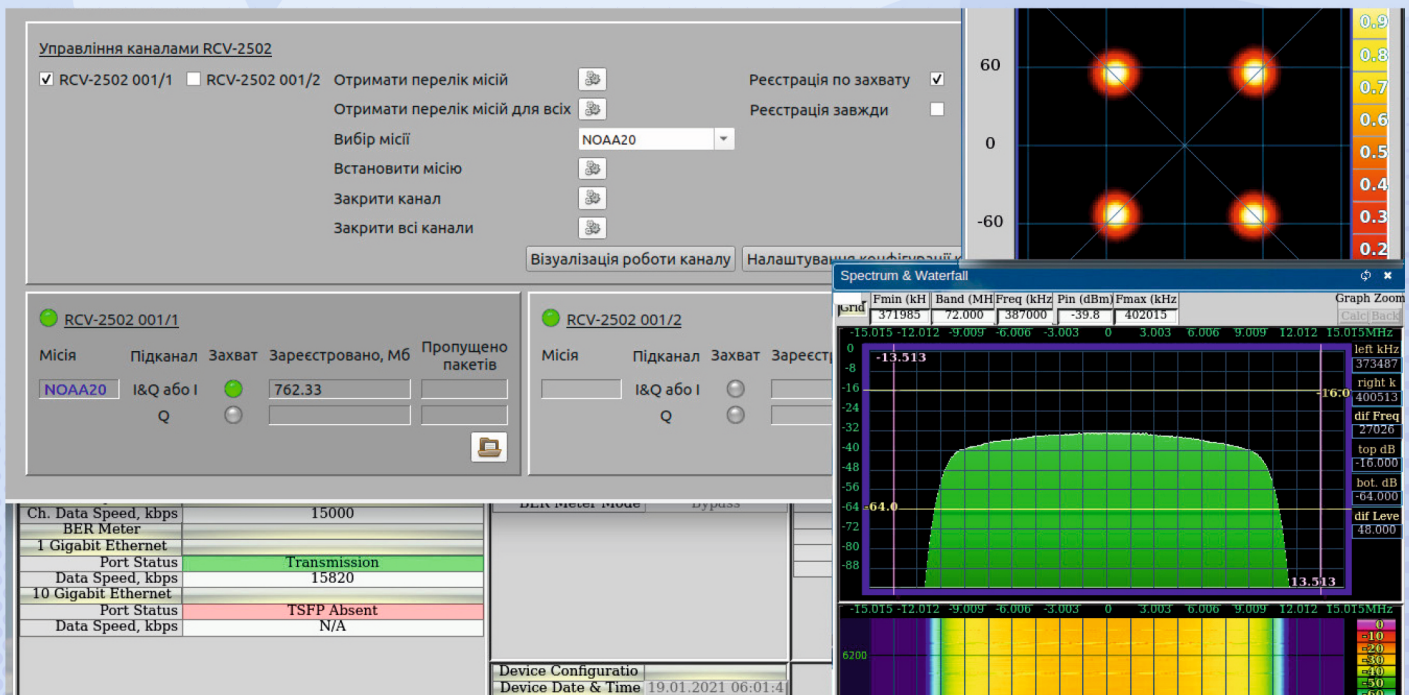 Управління каналами RCV-2502
RCV-2502 001/1 RCV-2502 001/2 Отримати перелік місій Реєстрація по захвату
Отримати перелік місій для всіх Реєстрація завжди
Вибір місії NOAA20
Встановити місію
Закрити канал
Закрити всі канали
Візуалізація роботи каналу Налаштування конфігурації
60
0
-60
0.9
0.8
0.7
0.6
0.5
0.4
0.3
0.2
RCV-2502 001/1
Місія Підканал Захват Зареєстровано, Мб Пропущено пакетів
NOAA20 I&Q або I 762.33
Q
RCV-2502 001/2
Місія Підканал Захват Зареєстр
I&Q або I
Q
Spectrum & Waterfall
Grid Fmin (kH Band (MH Freq (kHz Pin (dBm) Fmax (kHz Graph Zoom
371985 72.000 387000 -39.8 402015 Calc Back
-15.015 -12.012 -9.009 -6.006 -3.003 0 3.003 6.006 9.009 12.012 15.015MHz
0
-8
-16
-24
-32
-40
-48
-56
-64
-72
-80
-88
-13.513
-16.0
-64.0
13.513
left kHz
373487
right k
400513
dif Freq
27026
top dB
-16.000
bot. dB
-64.000
dif Leve
48.000
-15.015 -12.012 -9.009 -6.006 -3.003 0 3.003 6.006 9.009 12.012 15.015MHz
6200
0
-10
-20
-30
-40
-50
-60
Ch. Data Speed, kbps 15000
BER Meter
1 Gigabit Ethernet
Port Status Transmission
Data Speed, kbps 15820
10 Gigabit Ethernet
Port Status TSFP Absent
Data Speed, kbps N/A
BER Meter Mode Bypass
Device Configuratio
Device Date & Time 19.01.2021 06:01:4